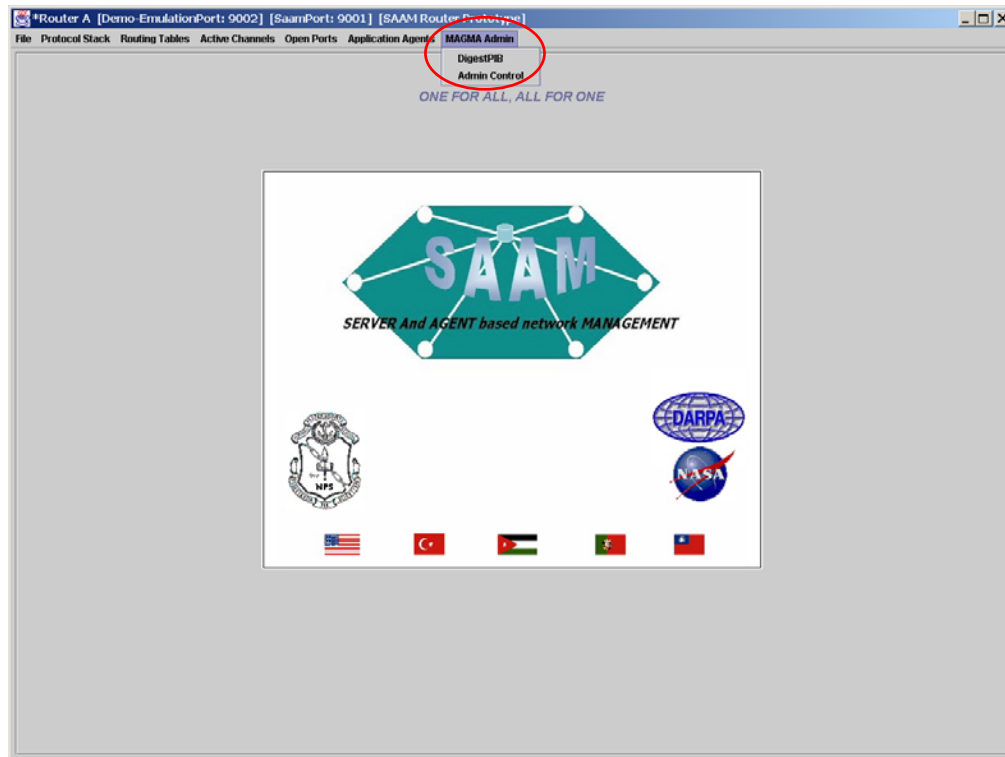 *Router A [Demo-EmulationPort: 9002] [SaamPort: 9001] [SAAM Router Prototype]
File Protocol Stack Routing Tables Active Channels Open Ports Application Agents MAGMA Admin
DigestPIB
Admin Control
ONE FOR ALL, ALL FOR ONE
SAAM
SERVER And AGENT based network MANAGEMENT
DARPA
NASA
NPS